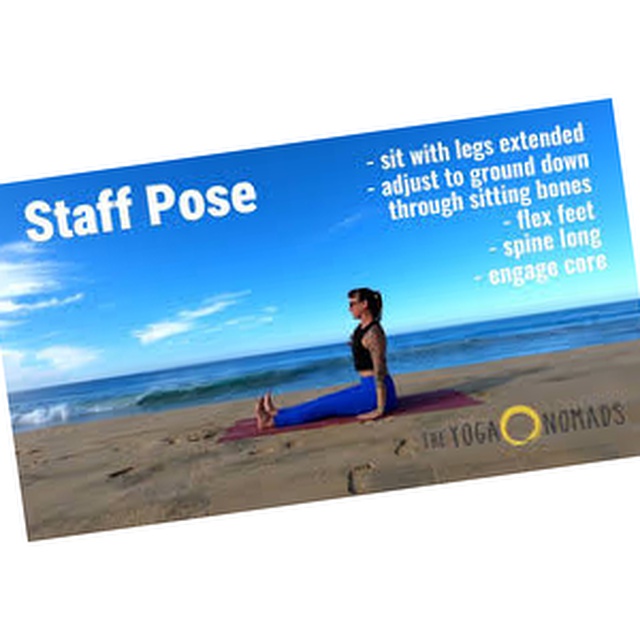 Staff Pose
- sit with legs extended
- adjust to ground down
through sitting bones
- flex feet
- spine long
- engage core
THE YOGA NOMADS